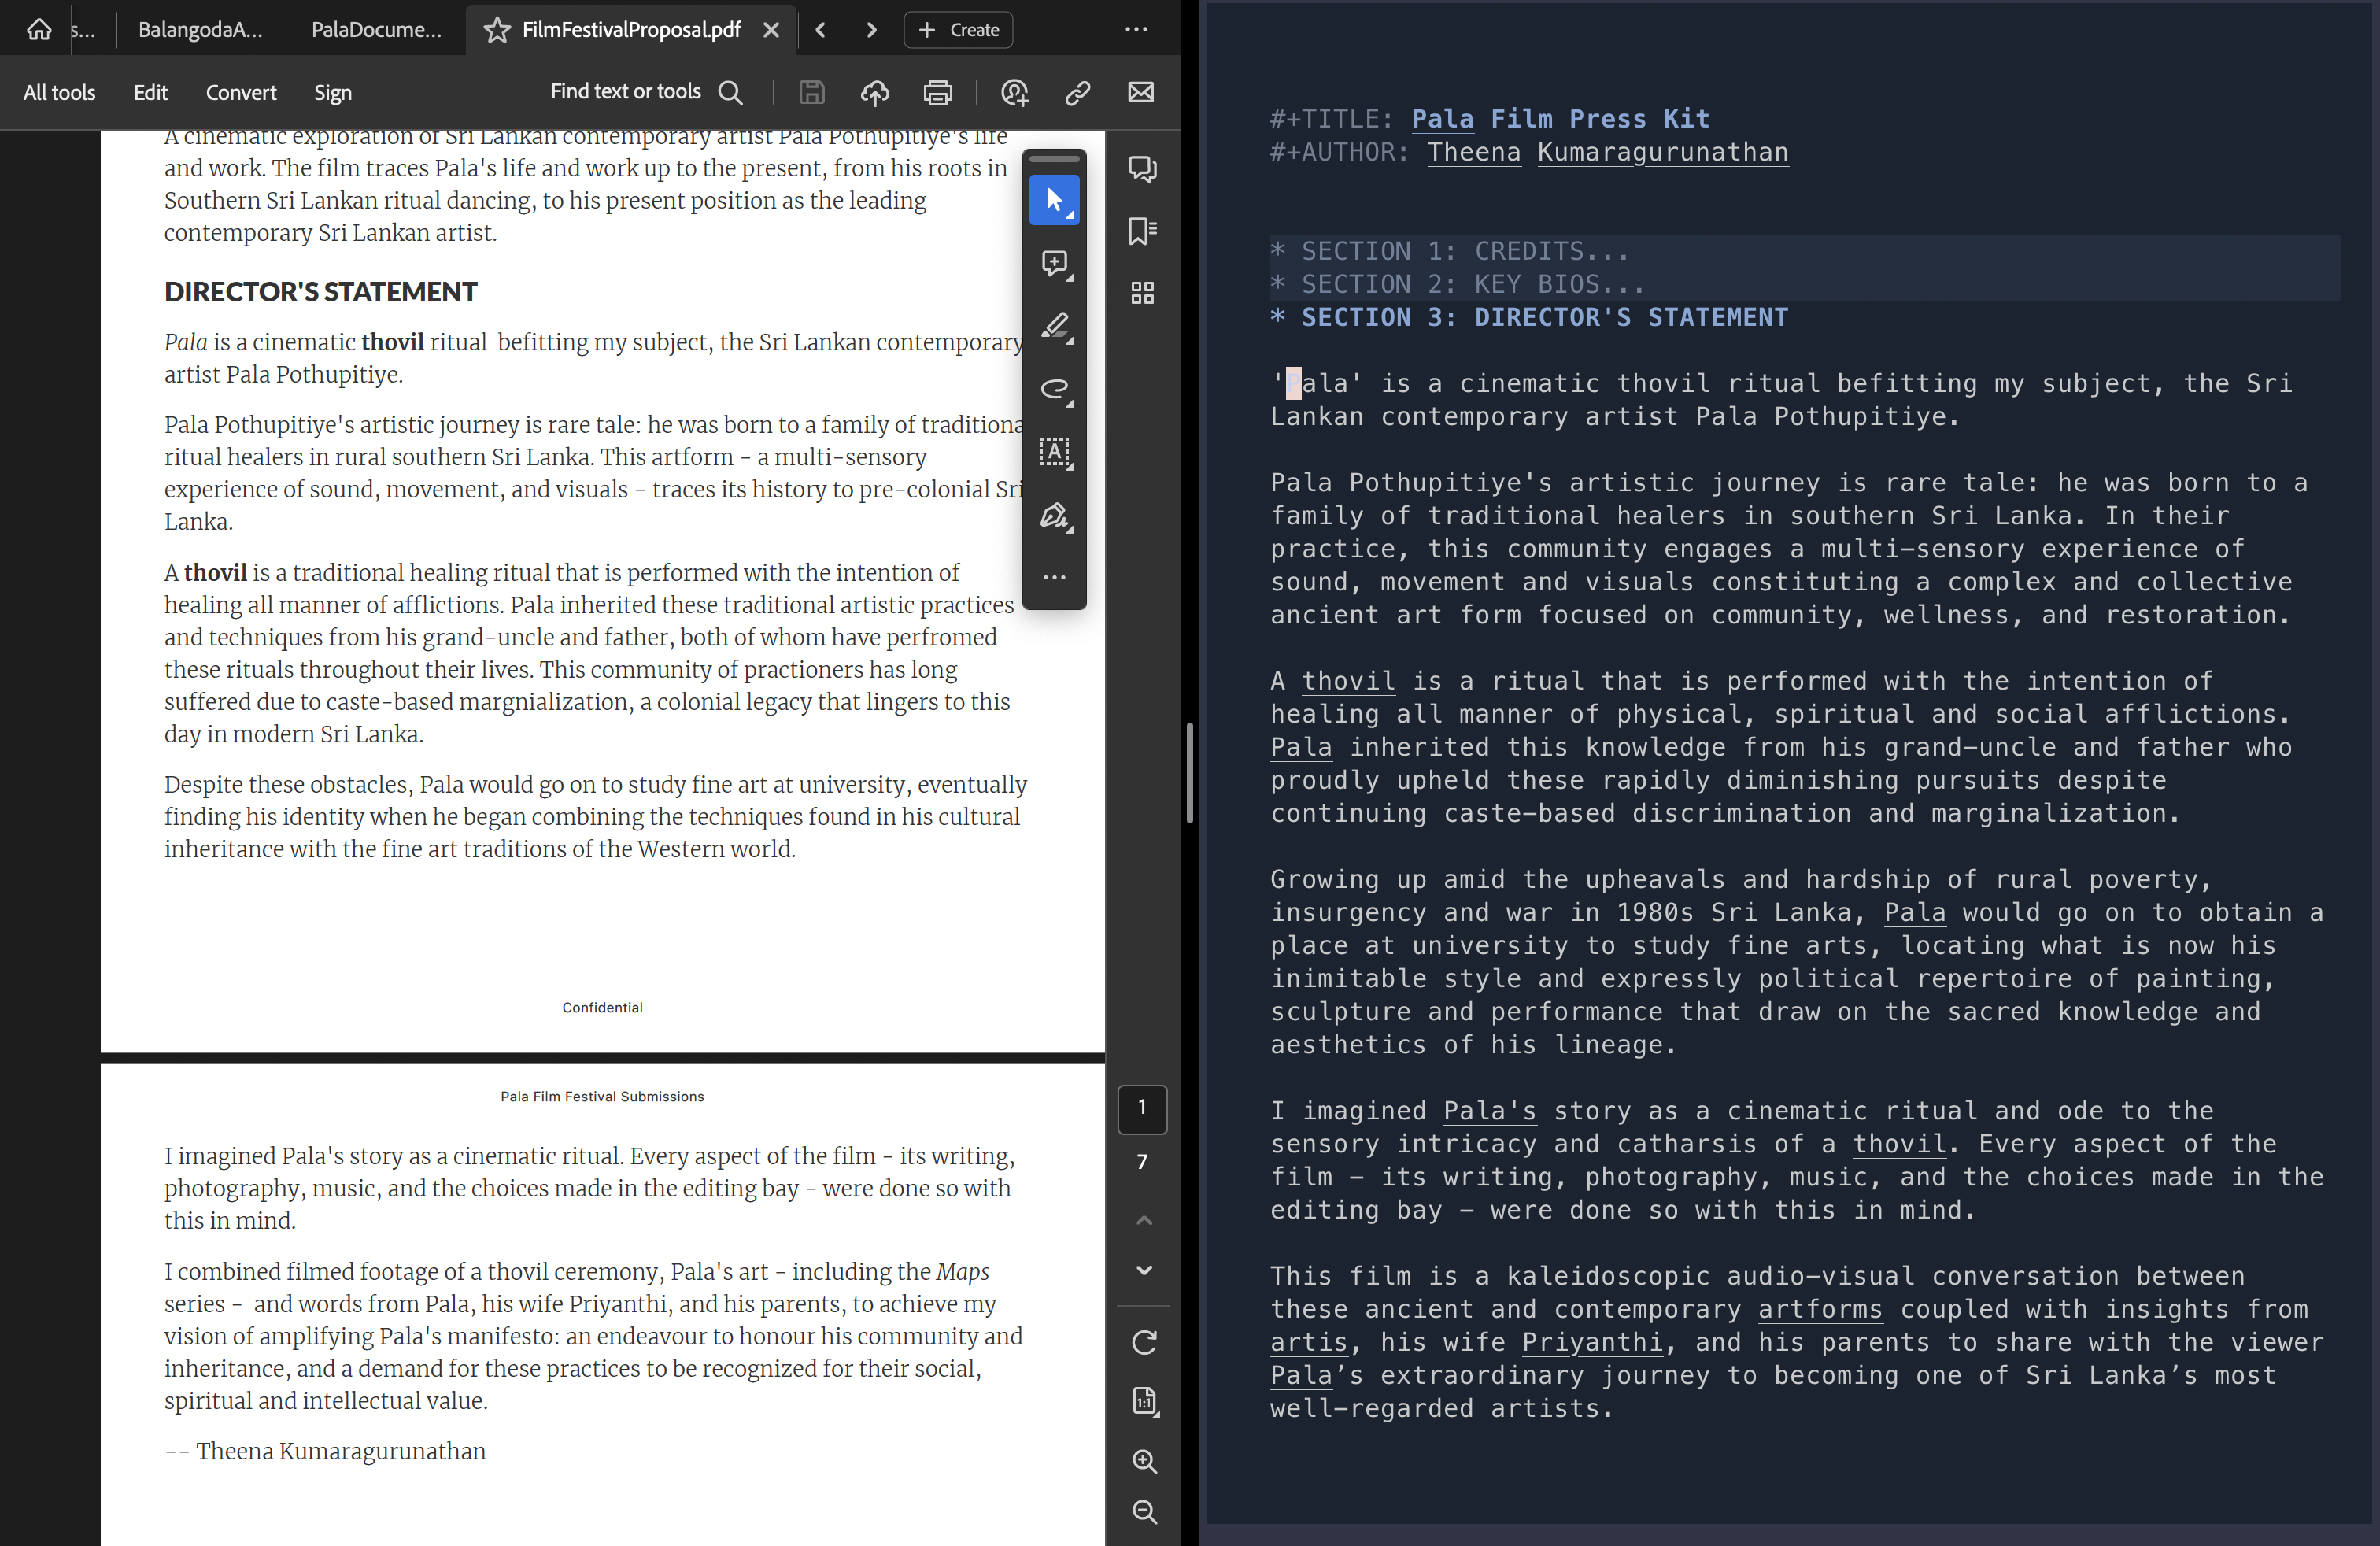 s...
BalangodaA...
PalaDocume...
FilmFestivalProposal.pdf
Create
All tools
Edit
Convert
Sign
Find text or tools
A cinematic exploration of Sri Lankan contemporary artist Pala Pothupitiye's life
and work. The film traces Pala's life and work up to the present, from his roots in
Southern Sri Lankan ritual dancing, to his present position as the leading
contemporary Sri Lankan artist.
DIRECTOR'S STATEMENT
Pala is a cinematic thovil ritual befitting my subject, the Sri Lankan contemporary
artist Pala Pothupitiye.
Pala Pothupitiye's artistic journey is rare tale: he was born to a family of traditiona
ritual healers in rural southern Sri Lanka. This artform - a multi-sensory
experience of sound, movement, and visuals - traces its history to pre-colonial Sri
Lanka.
A thovil is a traditional healing ritual that is performed with the intention of
healing all manner of afflictions. Pala inherited these traditional artistic practices
and techniques from his grand-uncle and father, both of whom have perfromed
these rituals throughout their lives. This community of practioners has long
suffered due to caste-based margnialization, a colonial legacy that lingers to this
day in modern Sri Lanka.
Despite these obstacles, Pala would go on to study fine art at university, eventually
finding his identity when he began combining the techniques found in his cultural
inheritance with the fine art traditions of the Western world.
Confidential
Pala Film Festival Submissions
I imagined Pala's story as a cinematic ritual. Every aspect of the film - its writing,
photography, music, and the choices made in the editing bay - were done so with
this in mind.
I combined filmed footage of a thovil ceremony, Pala's art - including the Maps
series - and words from Pala, his wife Priyanthi, and his parents, to achieve my
vision of amplifying Pala's manifesto: an endeavour to honour his community and
inheritance, and a demand for these practices to be recognized for their social,
spiritual and intellectual value.
-- Theena Kumaragurunathan
A
1
7
1:1
#+TITLE: Pala Film Press Kit
#+AUTHOR: Theena Kumaragurunathan
* SECTION 1: CREDITS...
* SECTION 2: KEY BIOS...
* SECTION 3: DIRECTOR'S STATEMENT
'Pala' is a cinematic thovil ritual befitting my subject, the Sri
Lankan contemporary artist Pala Pothupitiye.
Pala Pothupitiye's artistic journey is rare tale: he was born to a
family of traditional healers in southern Sri Lanka. In their
practice, this community engages a multi-sensory experience of
sound, movement and visuals constituting a complex and collective
ancient art form focused on community, wellness, and restoration.
A thovil is a ritual that is performed with the intention of
healing all manner of physical, spiritual and social afflictions.
Pala inherited this knowledge from his grand-uncle and father who
proudly upheld these rapidly diminishing pursuits despite
continuing caste-based discrimination and marginalization.
Growing up amid the upheavals and hardship of rural poverty,
insurgency and war in 1980s Sri Lanka, Pala would go on to obtain a
place at university to study fine arts, locating what is now his
inimitable style and expressly political repertoire of painting,
sculpture and performance that draw on the sacred knowledge and
aesthetics of his lineage.
I imagined Pala's story as a cinematic ritual and ode to the
sensory intricacy and catharsis of a thovil. Every aspect of the
film – its writing, photography, music, and the choices made in the
editing bay – were done so with this in mind.
This film is a kaleidoscopic audio-visual conversation between
these ancient and contemporary artforms coupled with insights from
artis, his wife Priyanthi, and his parents to share with the viewer
Pala’s extraordinary journey to becoming one of Sri Lanka’s most
well-regarded artists.